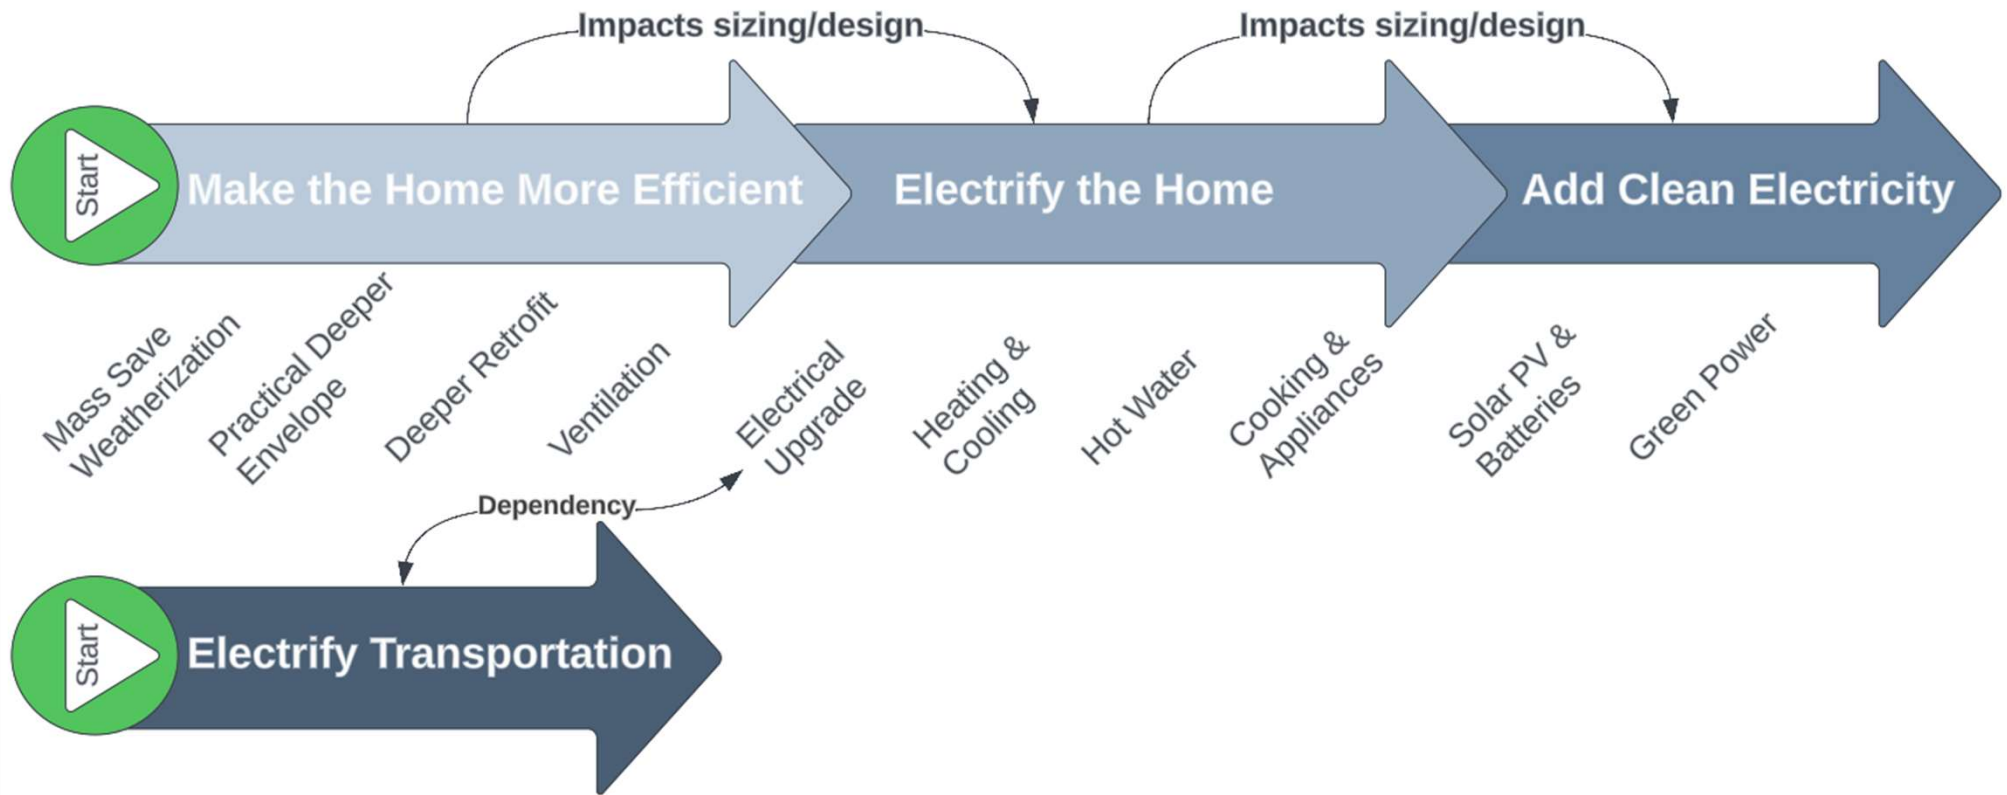 Impacts sizing/design
Impacts sizing/design
Start
Make the Home More Efficient
Electrify the Home
Add Clean Electricity
Mass Save
Weatherization
Practical Deeper
Envelope
Deeper Retrofit
Ventilation
Electrical
Upgrade
Heating &
Cooling
Hot Water
Cooking &
Appliances
Solar PV &
Batteries
Green Power
Dependency
Start
Electrify Transportation